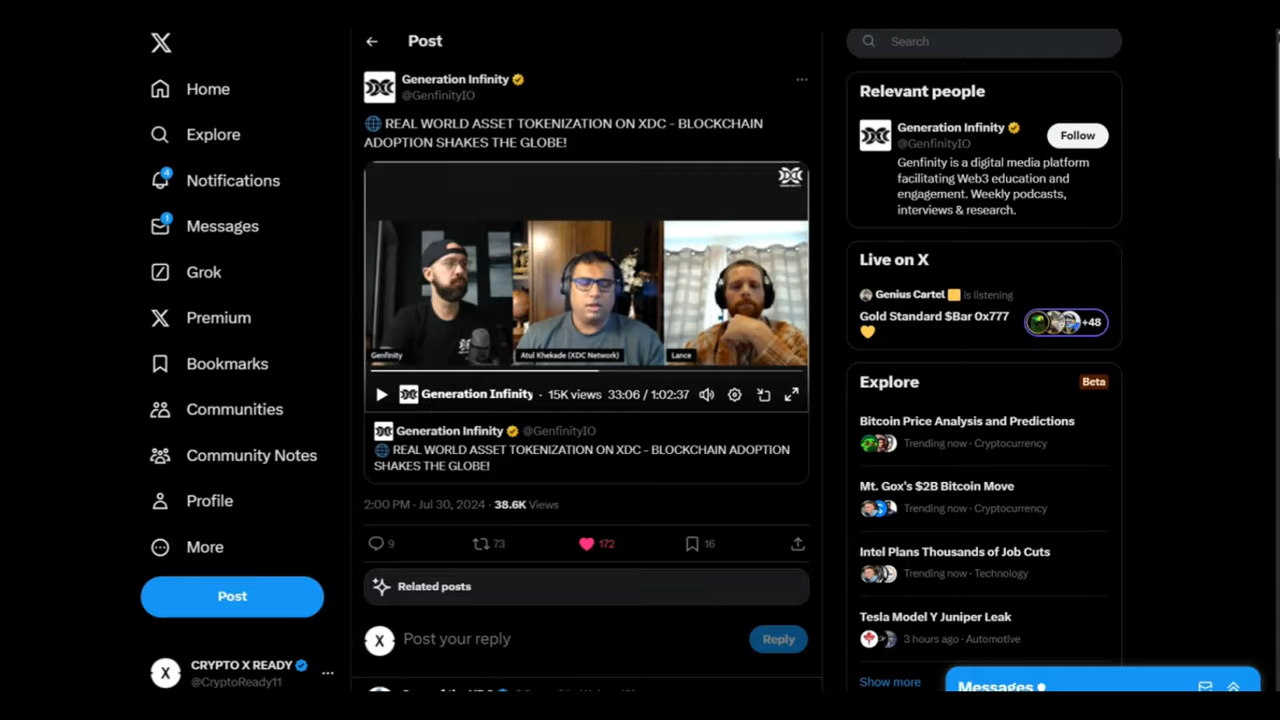 Home
Explore
4
Notifications
1
Messages
Grok
Premium
Bookmarks
Communities
Community Notes
Profile
More
Post
CRYPTO X READY
@CryptoReady11
Post
Generation Infinity
@GenfinityIO
🌐 REAL WORLD ASSET TOKENIZATION ON XDC - BLOCKCHAIN
ADOPTION SHAKES THE GLOBE!
Genfinity
Atul Khekade (XDC Network)
Lance
Generation Infinity · 15K views 33:06 / 1:02:37
Generation Infinity @GenfinityIO
🌐 REAL WORLD ASSET TOKENIZATION ON XDC - BLOCKCHAIN ADOPTION
SHAKES THE GLOBE!
2:00 PM · Jul 30, 2024 · 38.6K Views
9 73 172 16
Related posts
X Post your reply
Reply
Search
Relevant people
Generation Infinity
@GenfinityIO
Follow
Genfinity is a digital media platform
facilitating Web3 education and
engagement. Weekly podcasts,
interviews & research.
Live on X
Genius Cartel is listening
Gold Standard $Bar 0x777
💛
+48
Explore
Beta
Bitcoin Price Analysis and Predictions
Trending now · Cryptocurrency
Mt. Gox's $2B Bitcoin Move
Trending now · Cryptocurrency
Intel Plans Thousands of Job Cuts
Trending now · Technology
Tesla Model Y Juniper Leak
3 hours ago · Automotive
Show more
Messages